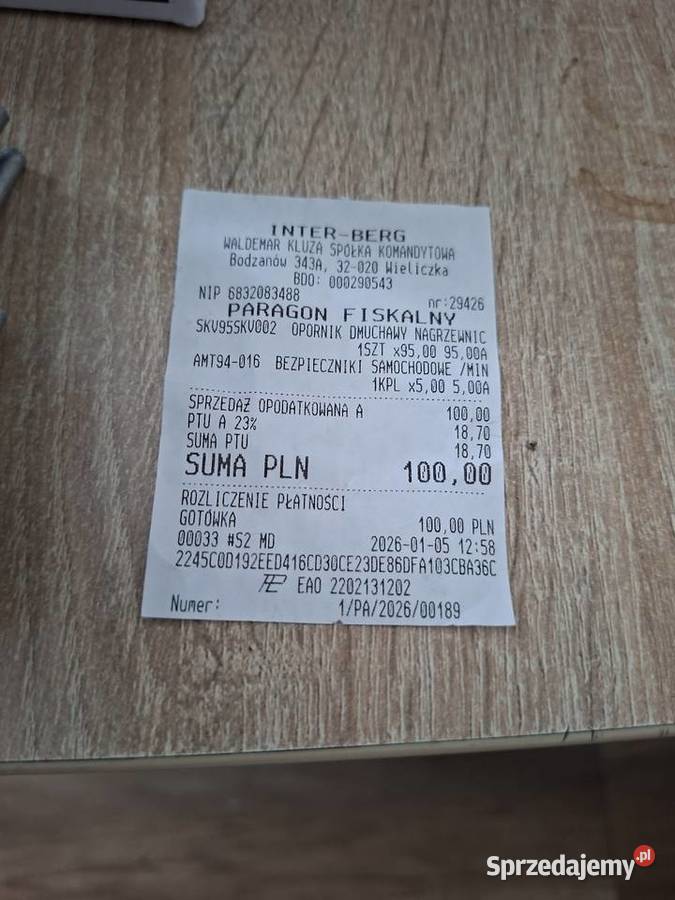 INTER-BERG
WALDEMAR KLUZA SPÓŁKA KOMANDYTOWA
Bodzanów 343A, 32-020 Wieliczka
BDO: 000290543
NIP 6832083488 nr:29426
PARAGON FISKALNY
SKV95SKV002 OPORNIK DMUCHAWY NAGRZEWNIC
1SZT x95,00 95,00A
AMT94-016 BEZPIECZNIKI SAMOCHODOWE /MIN
1KPL x5,00 5,00A
SPRZEDAŻ OPODATKOWANA A 100,00
PTU A 23% 18,70
SUMA PTU 18,70
SUMA PLN 100,00
ROZLICZENIE PŁATNOŚCI
GOTÓWKA 100,00 PLN
00033 #S2 MD 2026-01-05 12:58
2245C0D192EED416CD30CE23DE86DFA103CBA36C
EAO 2202131202
Numer: 1/PA/2026/00189
Sprzedajemy.pl